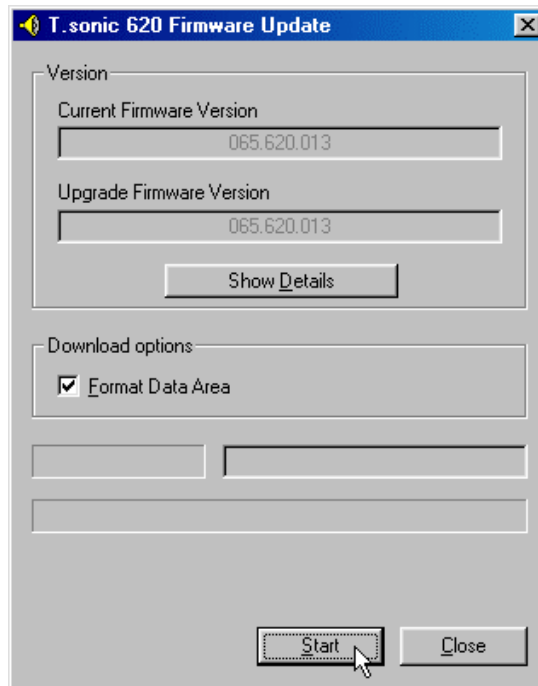 T.sonic 620 Firmware Update
Version
Current Firmware Version
065.620.013
Upgrade Firmware Version
065.620.013
Show Details
Download options
Format Data Area
Start
Close